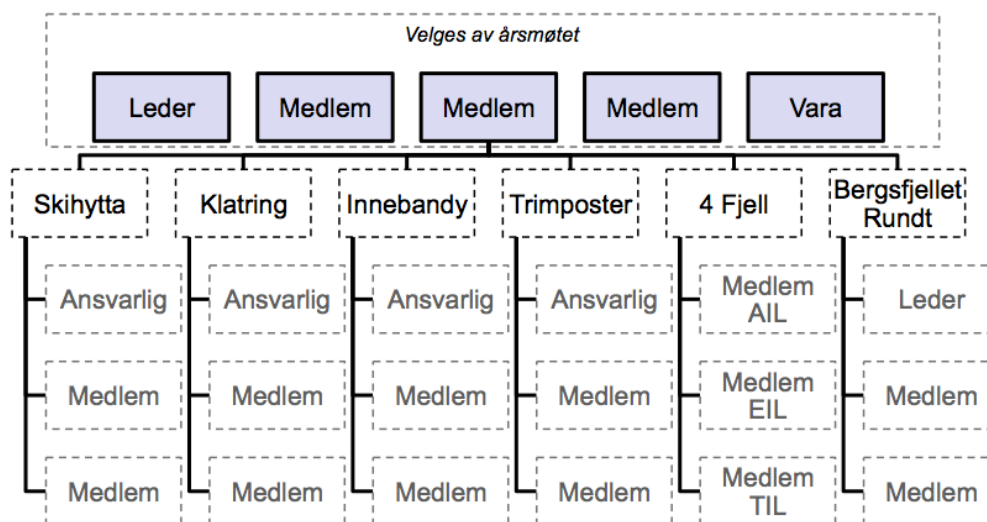 Velges av årsmøtet
Leder
Medlem
Medlem
Medlem
Vara
Skihytta
Klatring
Innebandy
Trimposter
4 Fjell
Bergsfjellet
Rundt
Ansvarlig
Ansvarlig
Ansvarlig
Ansvarlig
Medlem
AIL
Leder
Medlem
Medlem
Medlem
Medlem
Medlem
EIL
Medlem
Medlem
Medlem
Medlem
Medlem
Medlem
TIL
Medlem